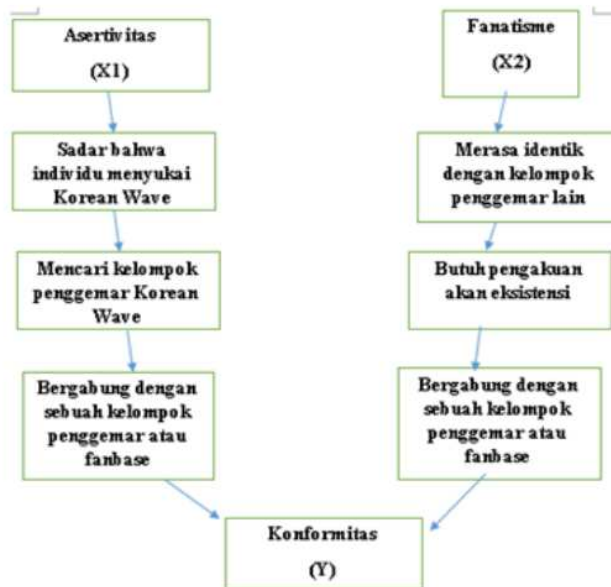 Asertivitas
(X1)
Sadar bahwa
individu menyukai
Korean Wave
Mencari kelompok
penggemar Korean
Wave
Bergabung dengan
sebuah kelompok
penggemar atau
fanbase
Fanatisme
(X2)
Merasa identik
dengan kelompok
penggemar lain
Butuh pengakuan
akan eksistensi
Bergabung dengan
sebuah kelompok
penggemar atau
fanbase
Konformitas
(Y)